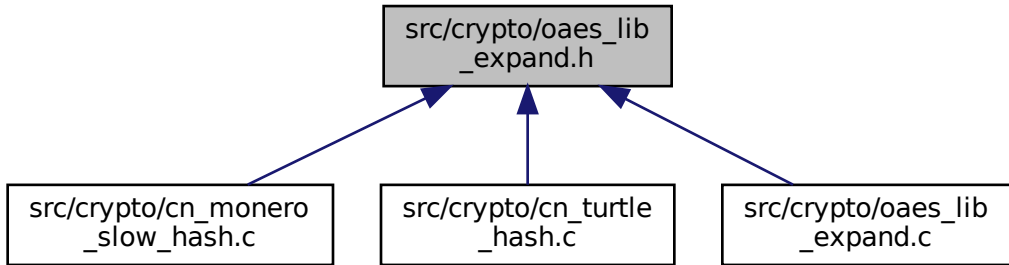 src/crypto/oaes_lib
_expand.h
src/crypto/cn_monero
_slow_hash.c
src/crypto/cn_turtle
_hash.c
src/crypto/oaes_lib
_expand.c